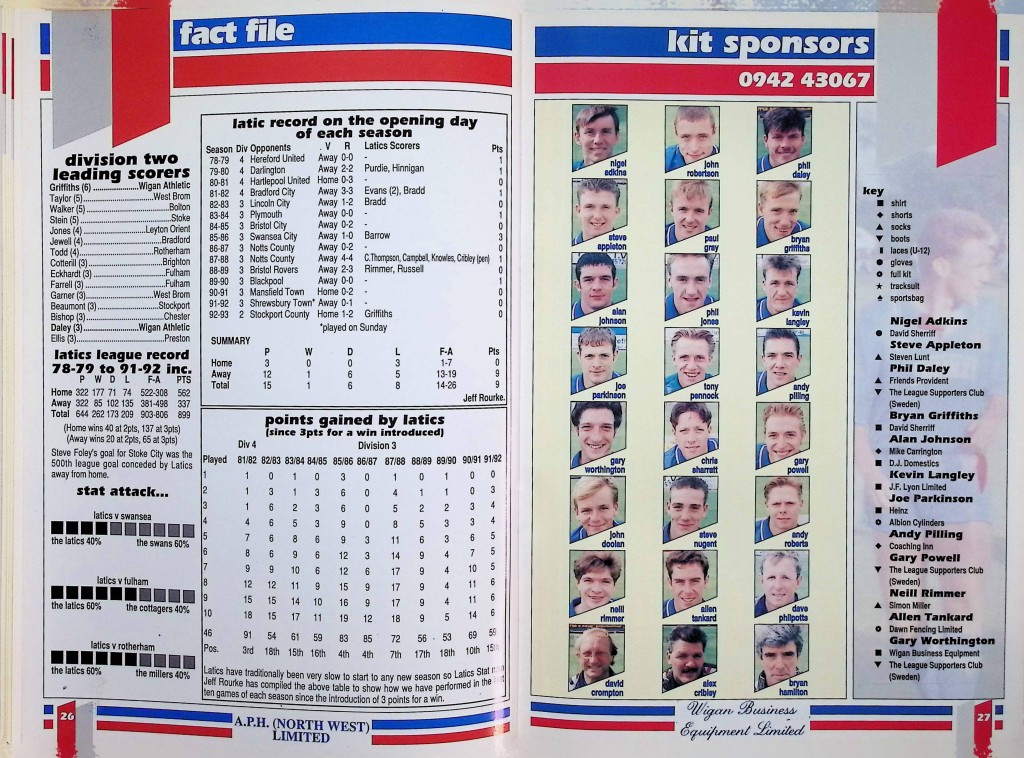 fact file
division two
leading scorers
Griffiths (6) ..................Wigan Athletic
Taylor (5)..........................West Brom
Walker (5) ..............................Bolton
Stein (5)..................................Stoke
Jones (4)........................Leyton Orient
Jewell (4)............................Bradford
Todd (4)..........................Rotherham
Cotterill (3)..........................Brighton
Eckhardt (3)..........................Fulham
Farrell (3)..............................Fulham
Garner (3)......................West Brom
Beaumont (3)....................Stockport
Bishop (3)............................Chester
Daley (3)....................Wigan Athletic
Ellis (3)................................Preston
latics league record
78-79 to 91-92 inc.
P W D L F-A PTS
Home 322 177 71 74 522-308 562
Away 322 85 102 135 381-498 337
Total 644 262 173 209 903-806 899
(Home wins 40 at 2pts, 137 at 3pts)
(Away wins 20 at 2pts, 65 at 3pts)
Steve Foley's goal for Stoke City was the
500th league goal conceded by Latics
away from home.
stat attack...
latics v swansea
the latics 40% the swans 60%
latics v fulham
the latics 60% the cottagers 40%
latics v rotherham
the latics 60% the millers 40%
latic record on the opening day
of each season
Season Div Opponents V R Latics Scorers Pts
78-79 4 Hereford United Away 0-0 - 1
79-80 4 Darlington Away 2-2 Purdie, Hinnigan 1
80-81 4 Hartlepool United Home 0-3 - 0
81-82 4 Bradford City Away 3-3 Evans (2), Bradd 1
82-83 3 Lincoln City Away 1-2 Bradd 0
83-84 3 Plymouth Away 0-0 - 1
84-85 3 Bristol City Away 0-2 - 0
85-86 3 Swansea City Away 1-0 Barrow 3
86-87 3 Notts County Away 0-2 - 0
87-88 3 Notts County Away 4-4 C.Thompson, Campbell, Knowles, Cribley (pen) 1
88-89 3 Bristol Rovers Away 2-3 Rimmer, Russell 0
89-90 3 Blackpool Away 0-0 - 1
90-91 3 Mansfield Town Home 0-2 - 0
91-92 3 Shrewsbury Town* Away 0-1 - 0
92-93 2 Stockport County Home 1-2 Griffiths 0
*played on Sunday
SUMMARY
P W D L F-A Pts
Home 3 0 0 3 1-7 0
Away 12 1 6 5 13-19 9
Total 15 1 6 8 14-26 9
Jeff Rourke.
points gained by latics
(since 3pts for a win introduced)
Div 4 Division 3
Played 81/82 82/83 83/84 84/85 85/86 86/87 87/88 88/89 89/90 90/91 91/92
1 1 0 1 0 3 0 1 0 1 0 0
2 1 3 1 3 6 0 4 1 1 0 3
3 1 6 2 3 6 0 5 2 2 3 4
4 4 6 5 3 9 0 8 5 3 3 4
5 7 6 8 6 9 3 11 6 3 6 5
6 8 6 9 6 12 3 14 9 4 7 5
7 9 9 10 6 12 6 17 9 4 10 5
8 12 12 11 9 15 9 17 9 4 11 6
9 15 15 14 10 16 9 17 9 4 11 6
10 18 15 17 11 19 12 18 9 5 14 6
46 91 54 61 59 83 85 72 56 53 69 59
Pos. 3rd 18th 15th 16th 4th 4th 7th 17th 18th 10th 15th
Latics have traditionally been very slow to start to any new season so Latics Stat
Jeff Rourke has compiled the above table to show how we have performed in the
ten games of each season since the introduction of 3 points for a win.
26
A.P.H. (NORTH WEST)
LIMITED
kit sponsors
0942 43067
nigel
adkins
john
robertson
phil
daley
steve
appleton
paul
gray
bryan
griffiths
alan
johnson
phil
jones
kevin
langley
joe
parkinson
tony
pennock
andy
pilling
gary
worthington
chris
sharratt
gary
powell
john
doolan
steve
nugent
andy
roberts
neill
rimmer
allen
tankard
dave
philpotts
david
crompton
alex
cribley
bryan
hamilton
key
■ shirt
◆ shorts
▲ socks
▼ boots
laces (U-12)
gloves
full kit
★ tracksuit
♠ sportsbag
Nigel Adkins
David Sherriff
Steve Appleton
▲ Steven Lunt
Phil Daley
▲ Friends Provident
▼ The League Supporters Club
(Sweden)
Bryan Griffiths
■ David Sherriff
Alan Johnson
◆ Mike Carrington
■ D.J. Domestics
Kevin Langley
■ J.F. Lyon Limited
Joe Parkinson
■ Heinz
Albion Cylinders
Andy Pilling
◆ Coaching Inn
Gary Powell
▼ The League Supporters Club
(Sweden)
Neill Rimmer
▲ Simon Miller
Allen Tankard
Dawn Fencing Limited
Gary Worthington
■ Wigan Business Equipment
▼ The League Supporters Club
(Sweden)
Wigan Business
Equipment Limited
27